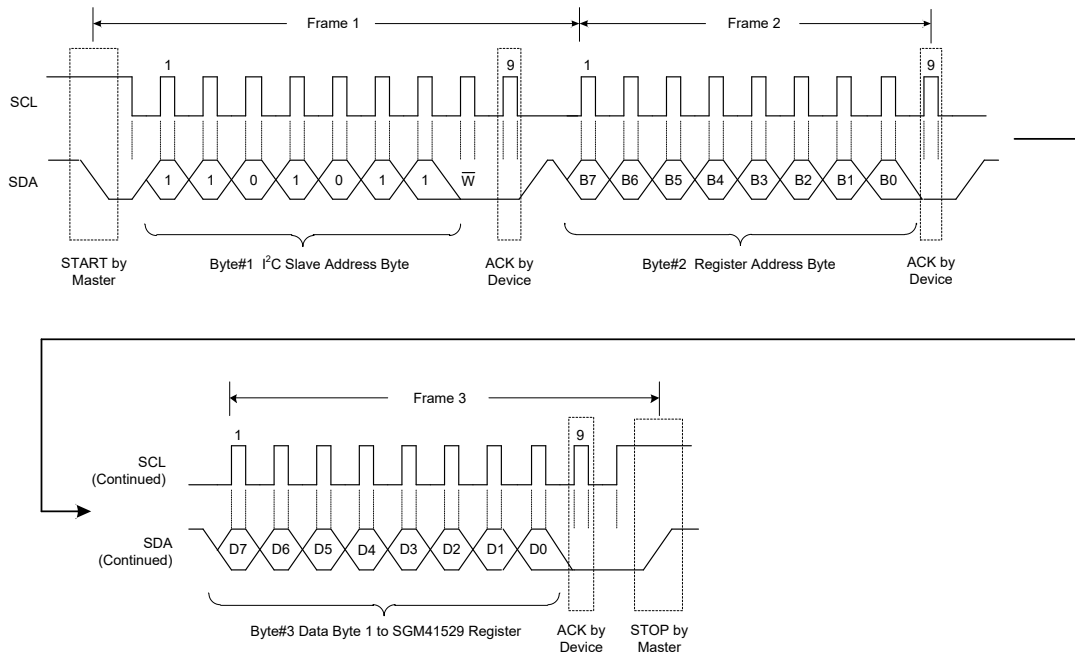 Frame 1
Frame 2
1
9
1
9
SCL
SDA
1 1 0 1 0 1 1 W̅
B7 B6 B5 B4 B3 B2 B1 B0
START by
Master
Byte#1 I²C Slave Address Byte
ACK by
Device
Byte#2 Register Address Byte
ACK by
Device
Frame 3
1
9
SCL
(Continued)
SDA
(Continued)
D7 D6 D5 D4 D3 D2 D1 D0
Byte#3 Data Byte 1 to SGM41529 Register
ACK by
Device
STOP by
Master